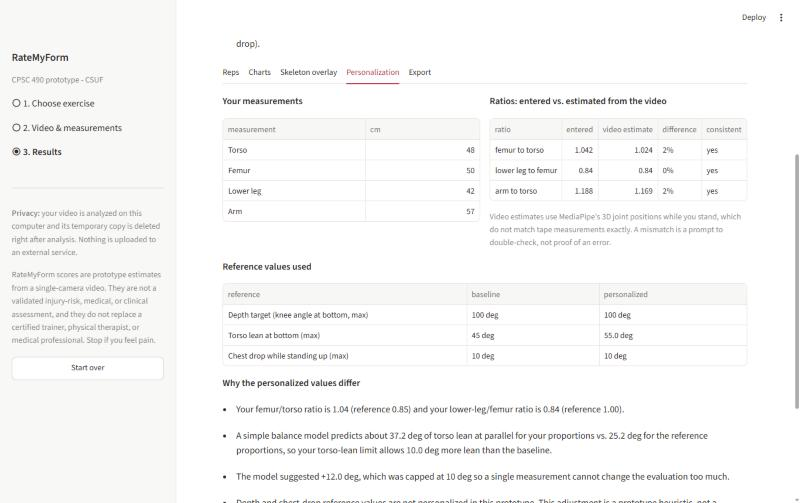 Deploy
RateMyForm
CPSC 490 prototype - CSUF
1. Choose exercise
2. Video & measurements
3. Results
Privacy: your video is analyzed on this
computer and its temporary copy is deleted
right after analysis. Nothing is uploaded to
an external service.
RateMyForm scores are prototype estimates
from a single-camera video. They are not a
validated injury-risk, medical, or clinical
assessment, and they do not replace a
certified trainer, physical therapist, or
medical professional. Stop if you feel pain.
Start over
drop).
Reps Charts Skeleton overlay Personalization Export
Your measurements
measurement cm
Torso 48
Femur 50
Lower leg 42
Arm 57
Ratios: entered vs. estimated from the video
ratio entered video estimate difference consistent
femur to torso 1.042 1.024 2% yes
lower leg to femur 0.84 0.84 0% yes
arm to torso 1.188 1.169 2% yes
Video estimates use MediaPipe's 3D joint positions while you stand, which
do not match tape measurements exactly. A mismatch is a prompt to
double-check, not proof of an error.
Reference values used
reference baseline personalized
Depth target (knee angle at bottom, max) 100 deg 100 deg
Torso lean at bottom (max) 45 deg 55.0 deg
Chest drop while standing up (max) 10 deg 10 deg
Why the personalized values differ
• Your femur/torso ratio is 1.04 (reference 0.85) and your lower-leg/femur ratio is 0.84 (reference 1.00).
• A simple balance model predicts about 37.2 deg of torso lean at parallel for your proportions vs. 25.2 deg for the reference
proportions, so your torso-lean limit allows 10.0 deg more lean than the baseline.
• The model suggested +12.0 deg, which was capped at 10 deg so a single measurement cannot change the evaluation too much.
• Depth and chest-drop reference values are not personalized in this prototype. This adjustment is a prototype heuristic, not a